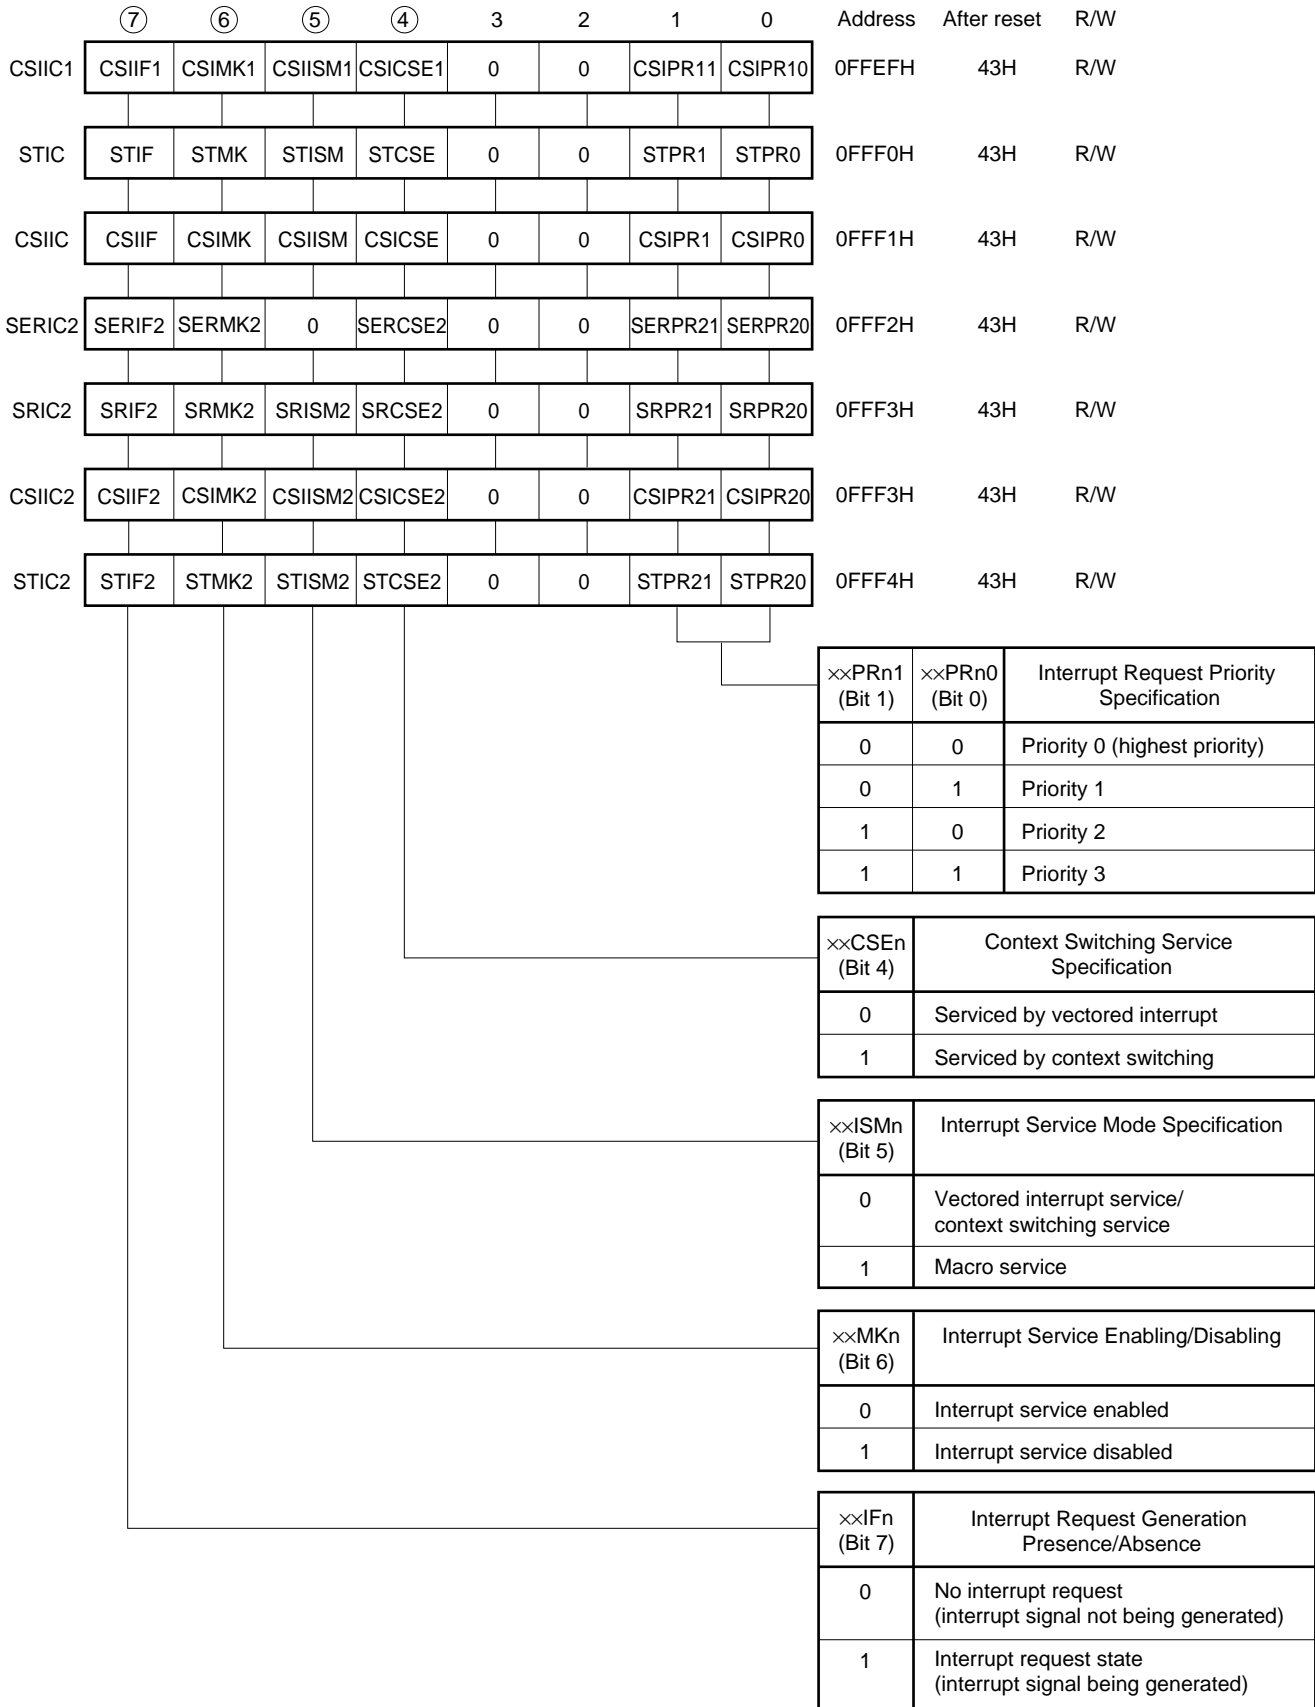 ⑦ ⑥ ⑤ ④ 3 2 1 0 Address After reset R/W
CSIIC1 CSIIF1 CSIMK1 CSIISM1 CSICSE1 0 0 CSIPR11 CSIPR10 0FFEFH 43H R/W
STIC STIF STMK STISM STCSE 0 0 STPR1 STPR0 0FFF0H 43H R/W
CSIIC CSIIF CSIMK CSIISM CSICSE 0 0 CSIPR1 CSIPR0 0FFF1H 43H R/W
SERIC2 SERIF2 SERMK2 0 SERCSE2 0 0 SERPR21 SERPR20 0FFF2H 43H R/W
SRIC2 SRIF2 SRMK2 SRISM2 SRCSE2 0 0 SRPR21 SRPR20 0FFF3H 43H R/W
CSIIC2 CSIIF2 CSIMK2 CSIISM2 CSICSE2 0 0 CSIPR21 CSIPR20 0FFF3H 43H R/W
STIC2 STIF2 STMK2 STISM2 STCSE2 0 0 STPR21 STPR20 0FFF4H 43H R/W
××PRn1 ××PRn0 Interrupt Request Priority
(Bit 1) (Bit 0) Specification
0 0 Priority 0 (highest priority)
0 1 Priority 1
1 0 Priority 2
1 1 Priority 3
××CSEn Context Switching Service
(Bit 4) Specification
0 Serviced by vectored interrupt
1 Serviced by context switching
××ISMn Interrupt Service Mode Specification
(Bit 5)
0 Vectored interrupt service/
context switching service
1 Macro service
××MKn Interrupt Service Enabling/Disabling
(Bit 6)
0 Interrupt service enabled
1 Interrupt service disabled
××IFn Interrupt Request Generation
(Bit 7) Presence/Absence
0 No interrupt request
(interrupt signal not being generated)
1 Interrupt request state
(interrupt signal being generated)